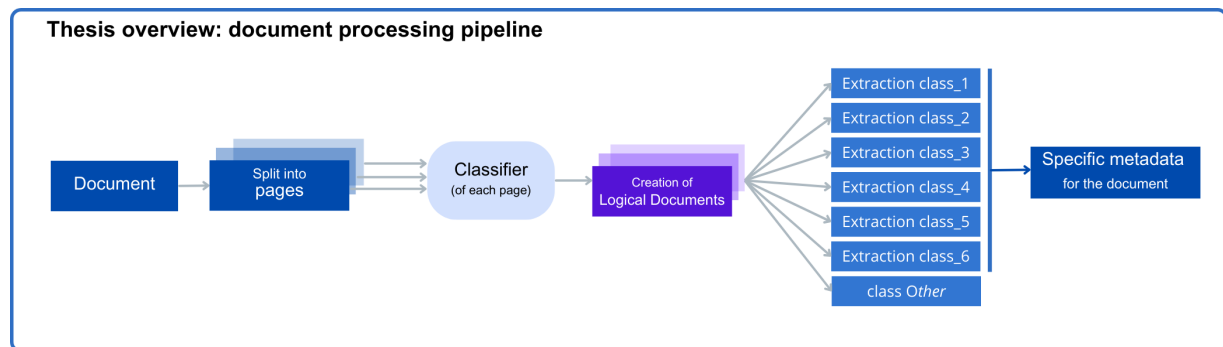 Thesis overview: document processing pipeline
Document
Split into
pages
Classifier
(of each page)
Creation of
Logical Documents
Extraction class_1
Extraction class_2
Extraction class_3
Extraction class_4
Extraction class_5
Extraction class_6
class Other
Specific metadata
for the document